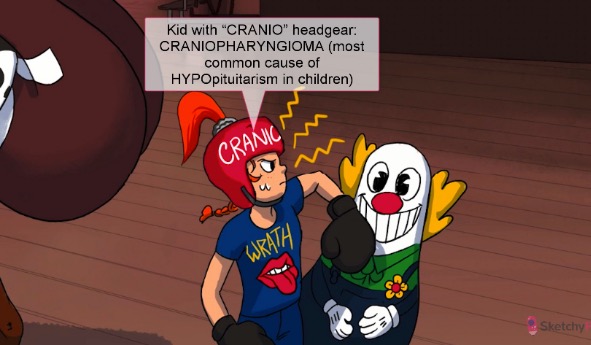 Kid with “CRANIO” headgear:
CRANIOPHARYNGIOMA (most
common cause of
HYPOpituitarism in children)
CRANIO
WRATH
Sketchy